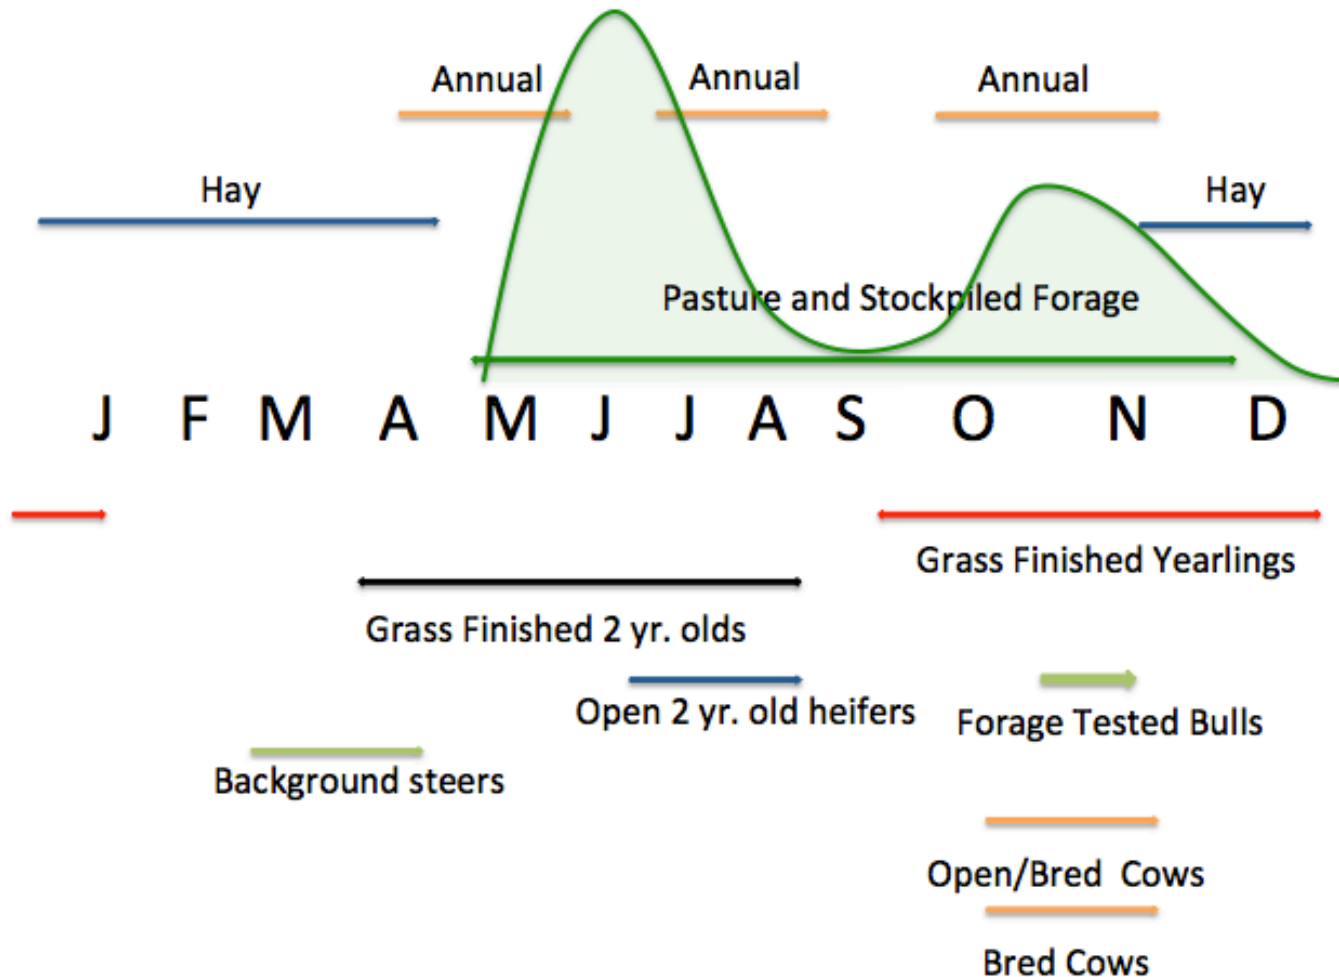 Annual
Annual
Annual
Hay
Hay
Pasture and Stockpiled Forage
J F M A M J J A S O N D
Grass Finished Yearlings
Grass Finished 2 yr. olds
Open 2 yr. old heifers
Forage Tested Bulls
Background steers
Open/Bred Cows
Bred Cows